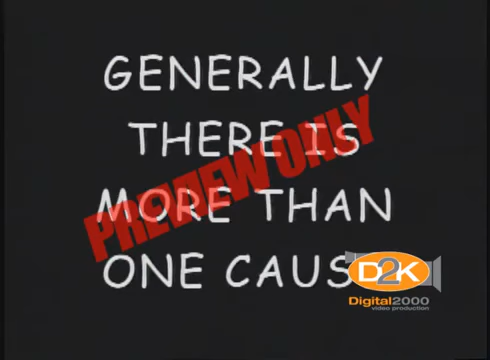 GENERALLY
THERE IS
MORE THAN
ONE CAUS
PREVIEW ONLY
D2K
Digital2000
video production